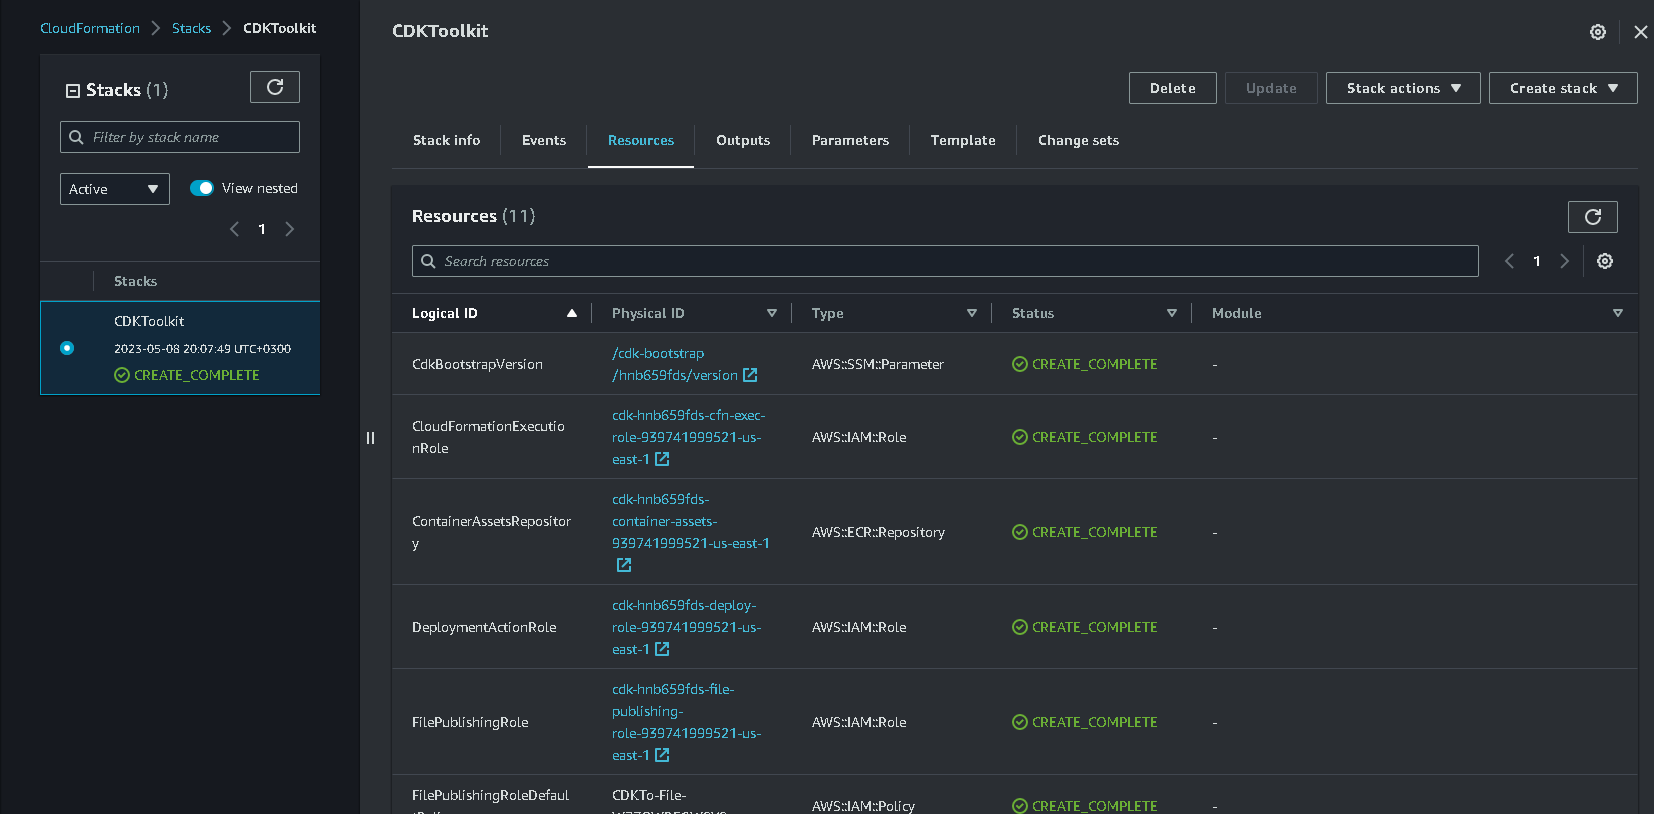 CloudFormation > Stacks > CDKToolkit
Stacks (1)
Filter by stack name
Active
View nested
1
Stacks
CDKToolkit
2023-05-08 20:07:49 UTC+0300
CREATE_COMPLETE
CDKToolkit
Delete
Update
Stack actions
Create stack
Stack info
Events
Resources
Outputs
Parameters
Template
Change sets
Resources (11)
Search resources
1
Logical ID
Physical ID
Type
Status
Module
CdkBootstrapVersion
/cdk-bootstrap
/hnb659fds/version
AWS::SSM::Parameter
CREATE_COMPLETE
-
CloudFormationExecutio
nRole
cdk-hnb659fds-cfn-exec-
role-939741999521-us-
east-1
AWS::IAM::Role
CREATE_COMPLETE
-
ContainerAssetsRepositor
y
cdk-hnb659fds-
container-assets-
939741999521-us-east-1
AWS::ECR::Repository
CREATE_COMPLETE
-
DeploymentActionRole
cdk-hnb659fds-deploy-
role-939741999521-us-
east-1
AWS::IAM::Role
CREATE_COMPLETE
-
FilePublishingRole
cdk-hnb659fds-file-
publishing-
role-939741999521-us-
east-1
AWS::IAM::Role
CREATE_COMPLETE
-
FilePublishingRoleDefaul
CDKTo-File-
AWS::IAM::Policy
CREATE_COMPLETE
-